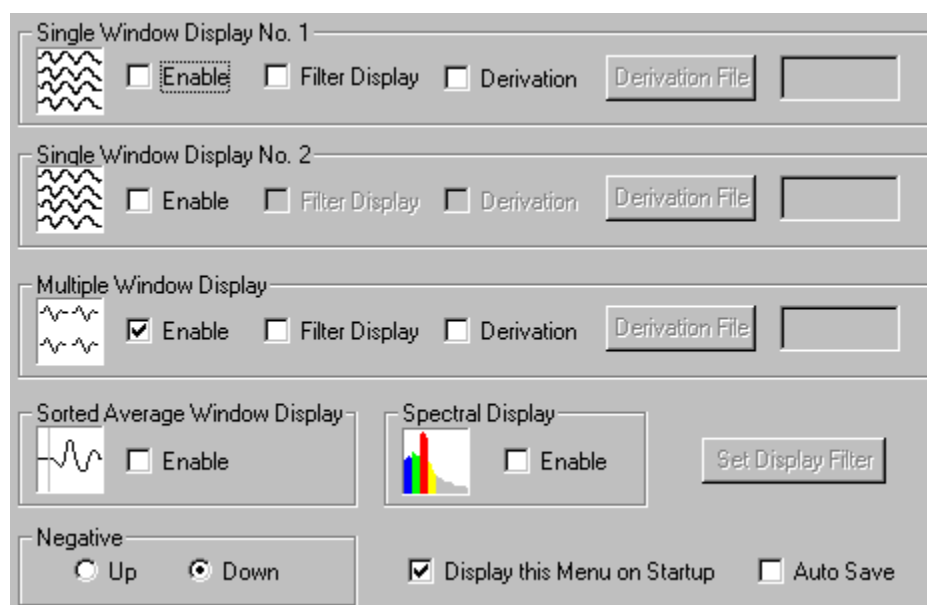 Single Window Display No. 1
Enable Filter Display Derivation Derivation File
Single Window Display No. 2
Enable Filter Display Derivation Derivation File
Multiple Window Display
Enable Filter Display Derivation Derivation File
Sorted Average Window Display Spectral Display
Enable Enable Set Display Filter
Negative
Up Down Display this Menu on Startup Auto Save